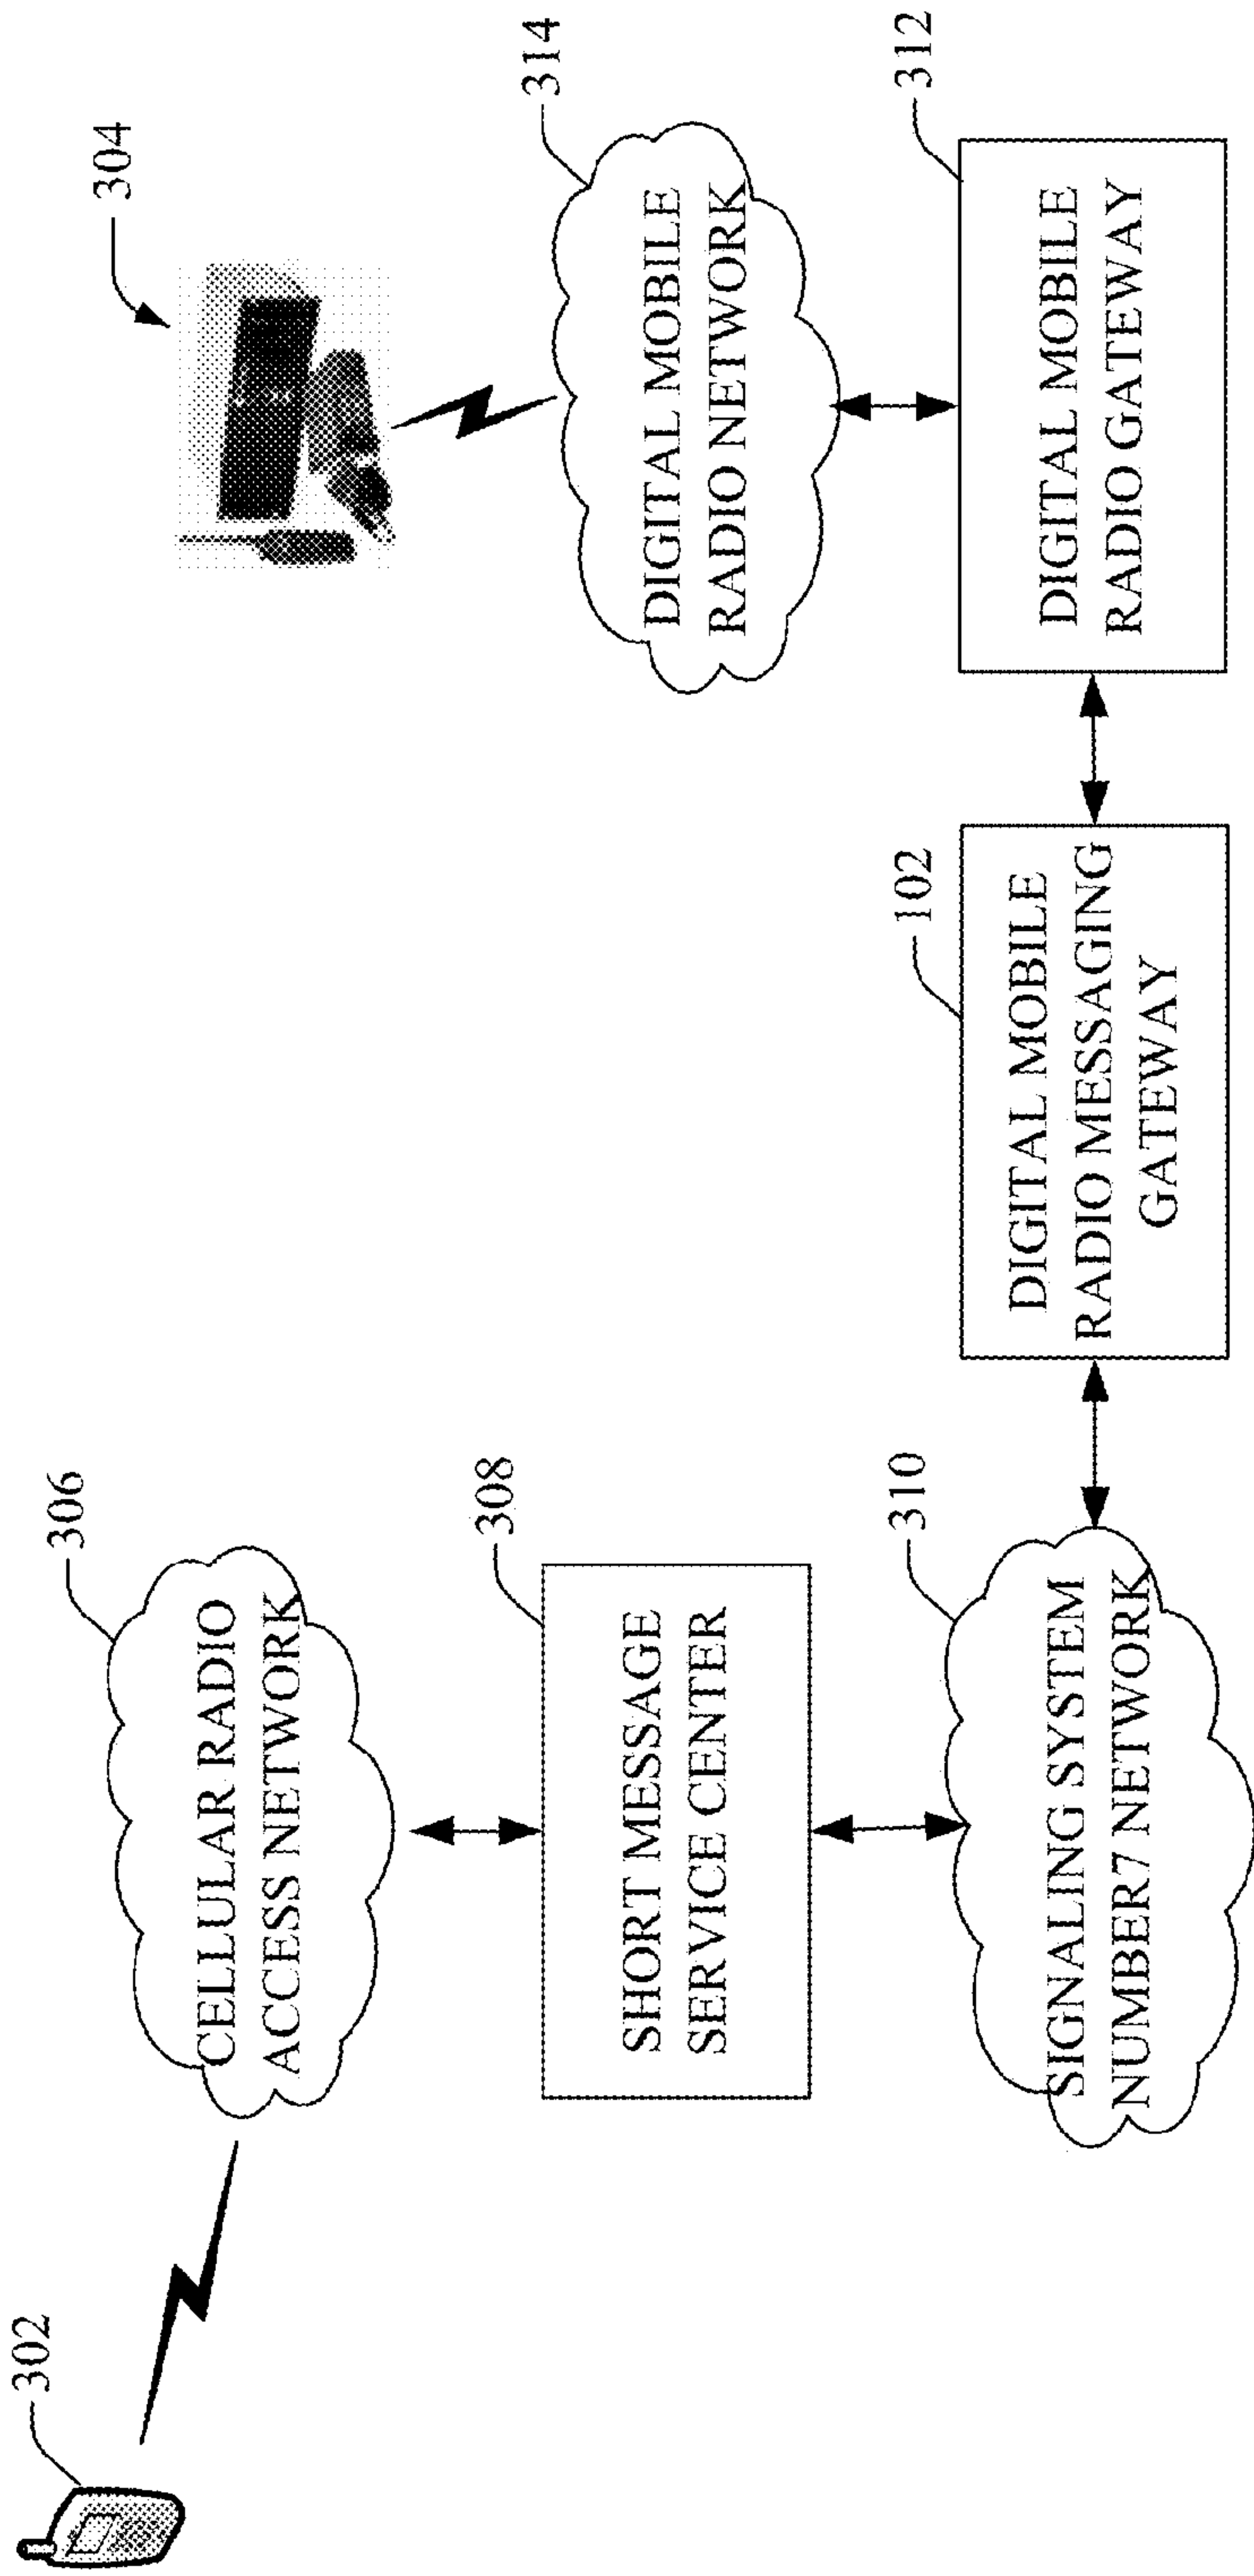 302
306
CELLULAR RADIO
ACCESS NETWORK
308
SHORT MESSAGE
SERVICE CENTER
310
SIGNALING SYSTEM
NUMBER7 NETWORK
102
DIGITAL MOBILE
RADIO MESSAGING
GATEWAY
304
314
DIGITAL MOBILE
RADIO NETWORK
312
DIGITAL MOBILE
RADIO GATEWAY